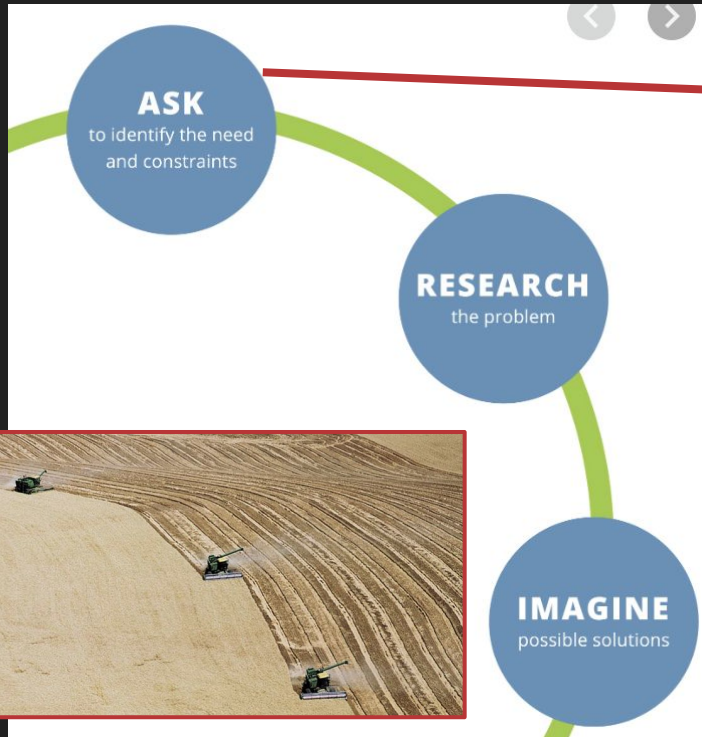 ASK
to identify the need
and constraints
RESEARCH
the problem
IMAGINE
possible solutions